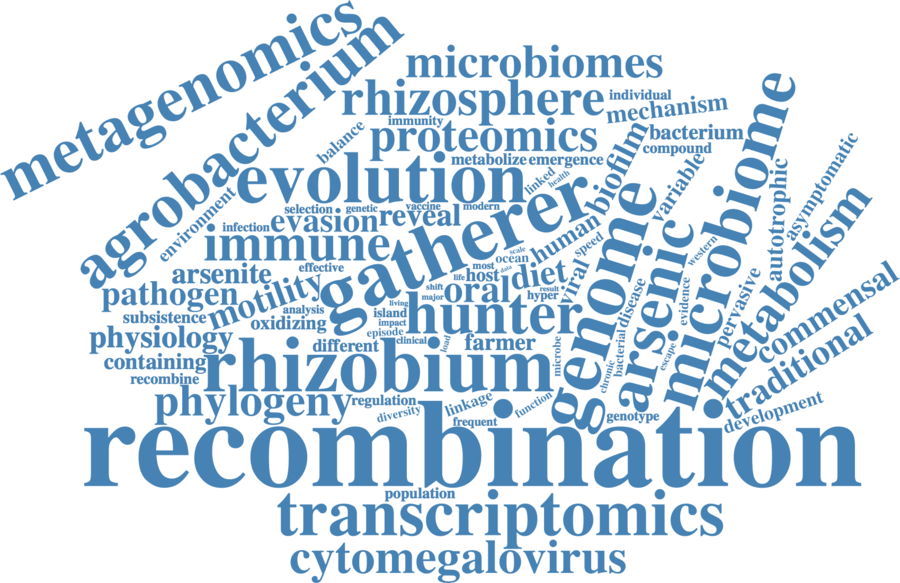 metagenomics
agrobacterium
microbiomes
rhizosphere
individual
mechanism
immunity
proteomics
bacterium
compound
balance
metabolize
emergence
biofilm
evolution
linked
health
variable
microbiome
autotrophic
asymptomatic
environment
selection
genetic
vaccine
modern
infection
evasion
reveal
gatherer
human
speed
genome
arsenic
western
metabolism
immune
scale
ocean
data
most
host
life
diet
viral
arsenite
effective
pathogen
motility
shift
major
oral
hyper
result
disease
evidence
pervasive
commensal
subsistence
analysis
oxidizing
living
island
impact
episode
hunter
physiology
different
clinical
load
farmer
microbe
bacterial
chronic
escape
traditional
containing
recombine
rhizobium
phylogeny
regulation
diversity
linkage
frequent
function
genotype
development
recombination
population
transcriptomics
cytomegalovirus